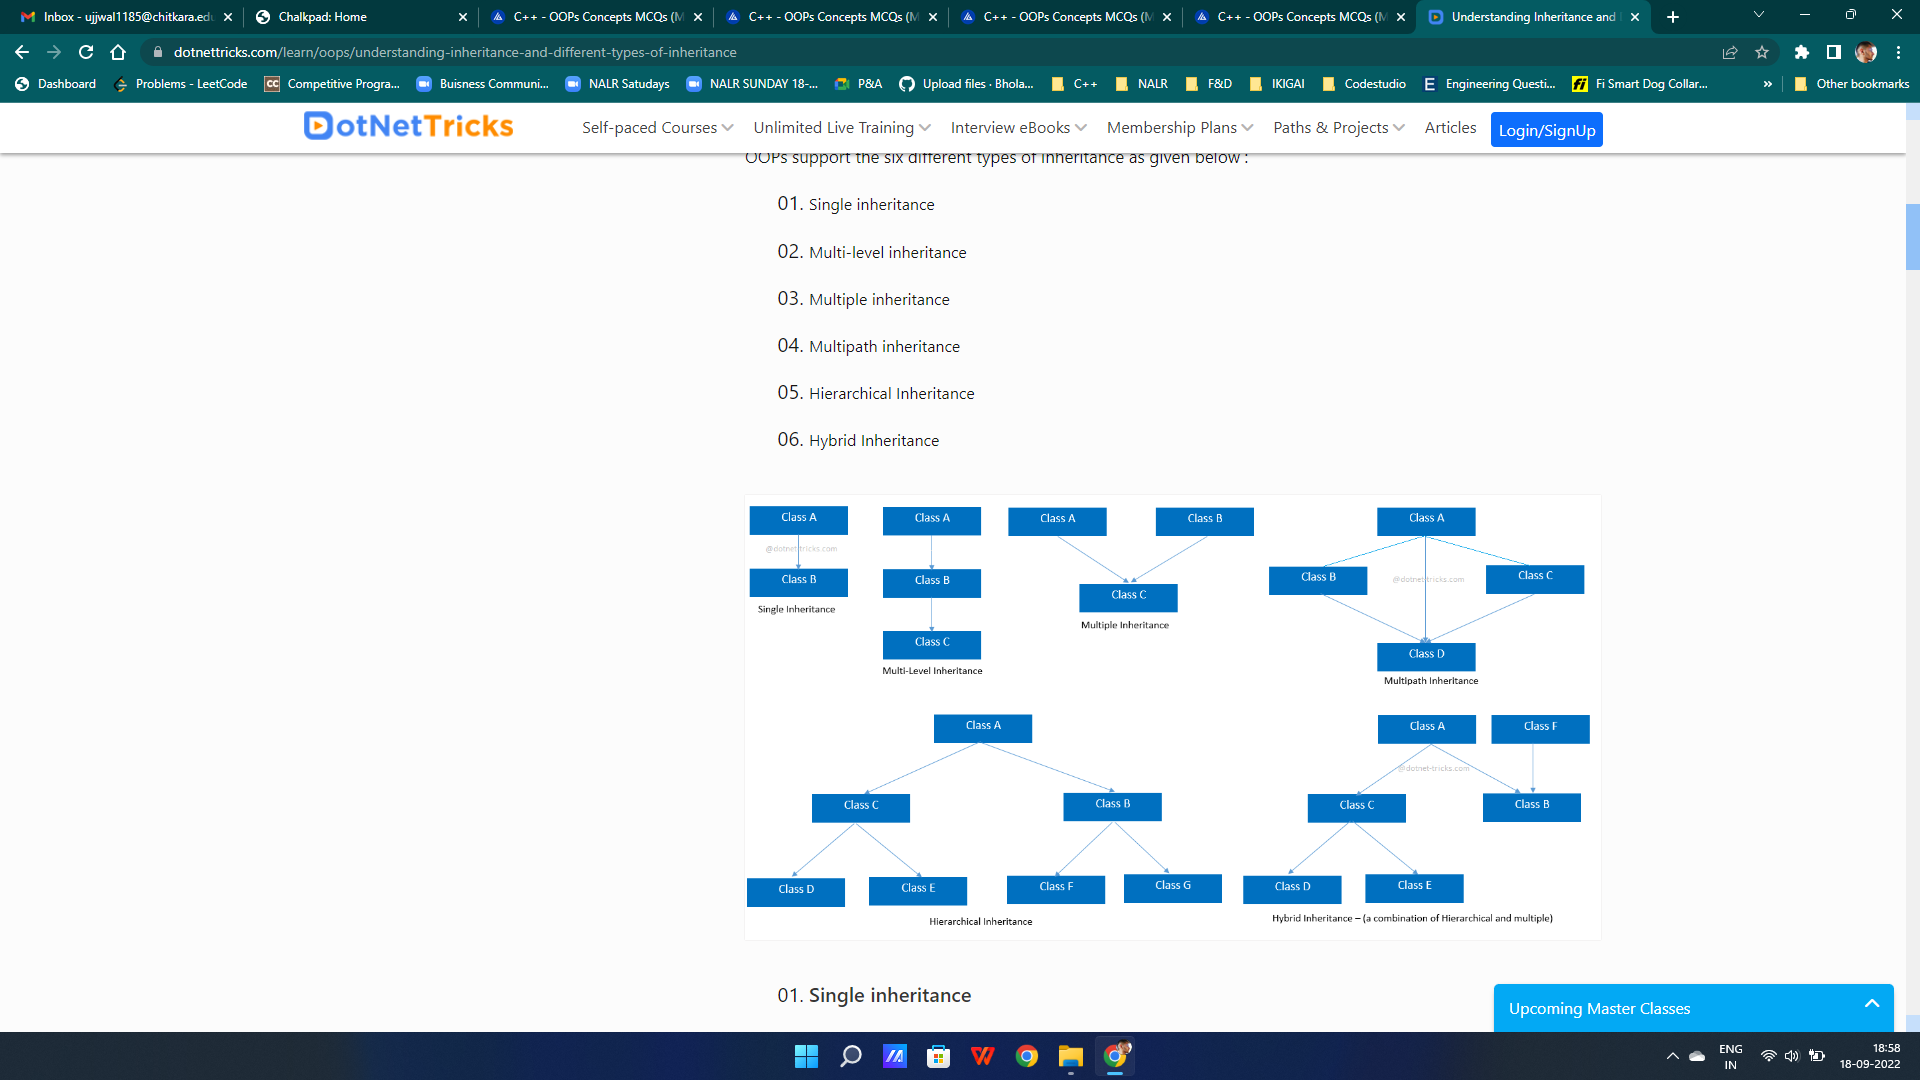 Inbox - ujjwal1185@chitkara.edu
Chalkpad: Home
C++ - OOPs Concepts MCQs (M
C++ - OOPs Concepts MCQs (M
C++ - OOPs Concepts MCQs (M
C++ - OOPs Concepts MCQs (M
Understanding Inheritance and
dotnettricks.com/learn/oops/understanding-inheritance-and-different-types-of-inheritance
Dashboard
Problems - LeetCode
CC Competitive Progra...
Buisness Communi...
NALR Satudays
NALR SUNDAY 18-...
P&A
Upload files · Bhola...
C++
NALR
F&D
IKIGAI
Codestudio
E Engineering Questi...
Fi Smart Dog Collar...
»
Other bookmarks
DotNetTricks
Self-paced Courses
Unlimited Live Training
Interview eBooks
Membership Plans
Paths & Projects
Articles
Login/SignUp
OOPs support the six different types of inheritance as given below :
01. Single inheritance
02. Multi-level inheritance
03. Multiple inheritance
04. Multipath inheritance
05. Hierarchical Inheritance
06. Hybrid Inheritance
Class A
@dotnettricks.com
Class B
Single Inheritance
Class A
Class B
Class C
Multi-Level Inheritance
Class A
Class B
Class C
Multiple Inheritance
Class A
Class B
@dotnettricks.com
Class C
Class D
Multipath Inheritance
Class A
Class C
Class B
Class D
Class E
Class F
Class G
Hierarchical Inheritance
Class A
Class F
@dotnet-tricks.com
Class C
Class B
Class D
Class E
Hybrid Inheritance – (a combination of Hierarchical and multiple)
01. Single inheritance
Upcoming Master Classes
ENG
IN
18:58
18-09-2022